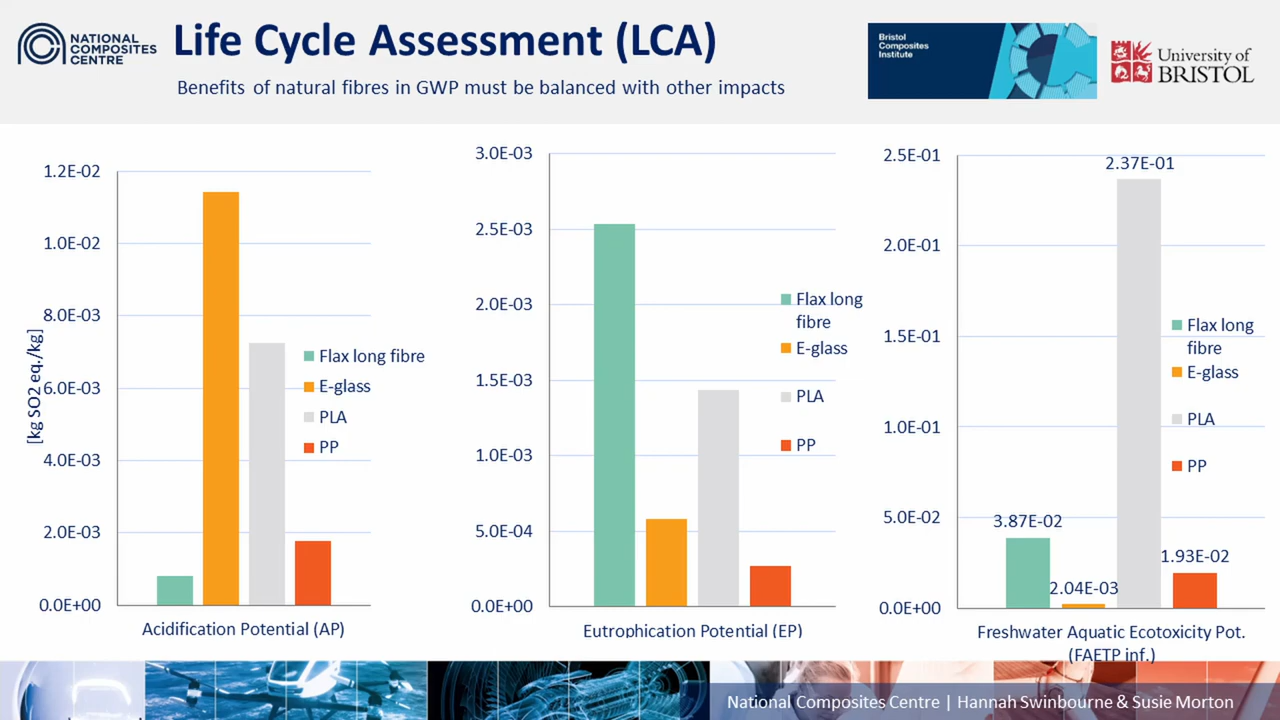 NATIONAL
COMPOSITES
CENTRE
Life Cycle Assessment (LCA)
Benefits of natural fibres in GWP must be balanced with other impacts
Bristol
Composites
Institute
University of
BRISTOL
[kg SO2 eq./kg]
1.2E-02
1.0E-02
8.0E-03
6.0E-03
4.0E-03
2.0E-03
0.0E+00
Flax long fibre
E-glass
PLA
PP
Acidification Potential (AP)
3.0E-03
2.5E-03
2.0E-03
1.5E-03
1.0E-03
5.0E-04
0.0E+00
Flax long
fibre
E-glass
PLA
PP
Eutrophication Potential (EP)
2.5E-01
2.0E-01
1.5E-01
1.0E-01
5.0E-02
0.0E+00
3.87E-02
2.04E-03
2.37E-01
1.93E-02
Flax long
fibre
E-glass
PLA
PP
Freshwater Aquatic Ecotoxicity Pot.
(FAETP inf.)
National Composites Centre | Hannah Swinbourne & Susie Morton